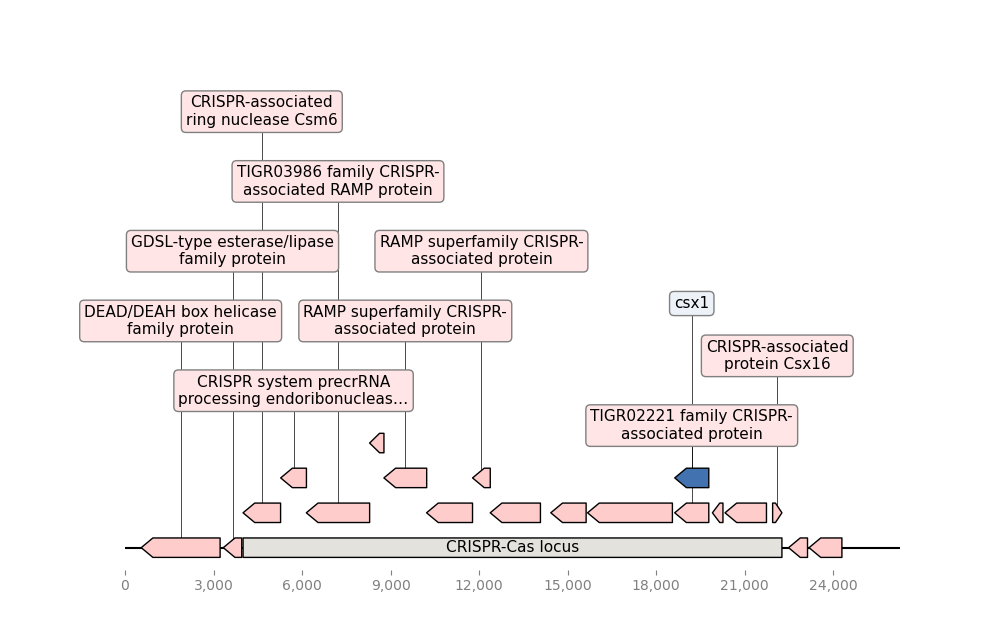 CRISPR-associated
ring nuclease Csm6
TIGR03986 family CRISPR-
associated RAMP protein
GDSL-type esterase/lipase
family protein
RAMP superfamily CRISPR-
associated protein
DEAD/DEAH box helicase
family protein
RAMP superfamily CRISPR-
associated protein
csx1
CRISPR-associated
protein Csx16
CRISPR system precrRNA
processing endoribonucleas…
TIGR02221 family CRISPR-
associated protein
CRISPR-Cas locus
0 3,000 6,000 9,000 12,000 15,000 18,000 21,000 24,000